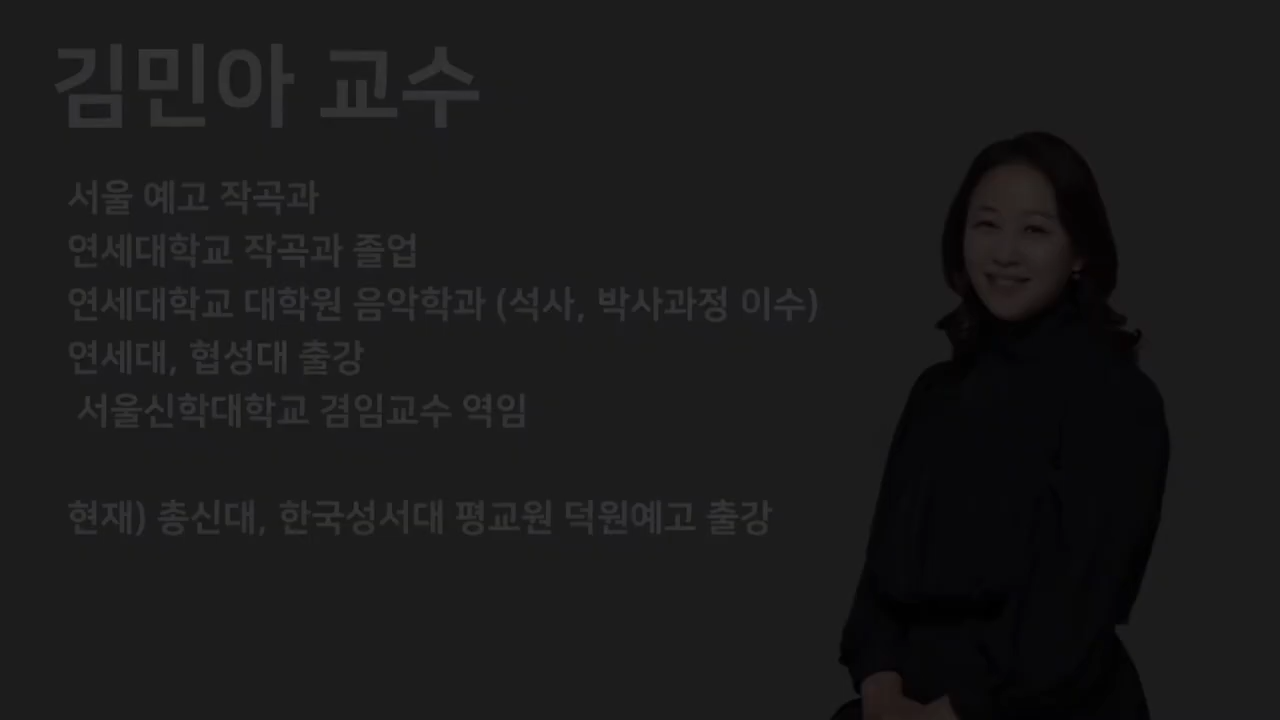 김민아 교수
서울 예고 작곡과
연세대학교 작곡과 졸업
연세대학교 대학원 음악학과 (석사, 박사과정 이수)
연세대, 협성대 출강
서울신학대학교 겸임교수 역임
현재) 총신대, 한국성서대 평교원 덕원예고 출강